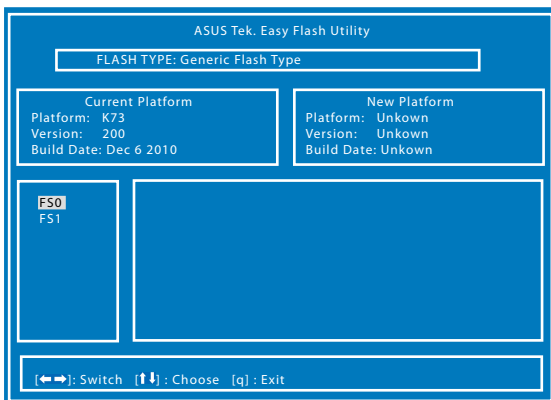 ASUS Tek. Easy Flash Utility
FLASH TYPE: Generic Flash Type
Current Platform
Platform: K73
Version: 200
Build Date: Dec 6 2010
New Platform
Platform: Unkown
Version: Unkown
Build Date: Unkown
FS0
FS1
[←→]: Switch [↑↓] : Choose [q] : Exit